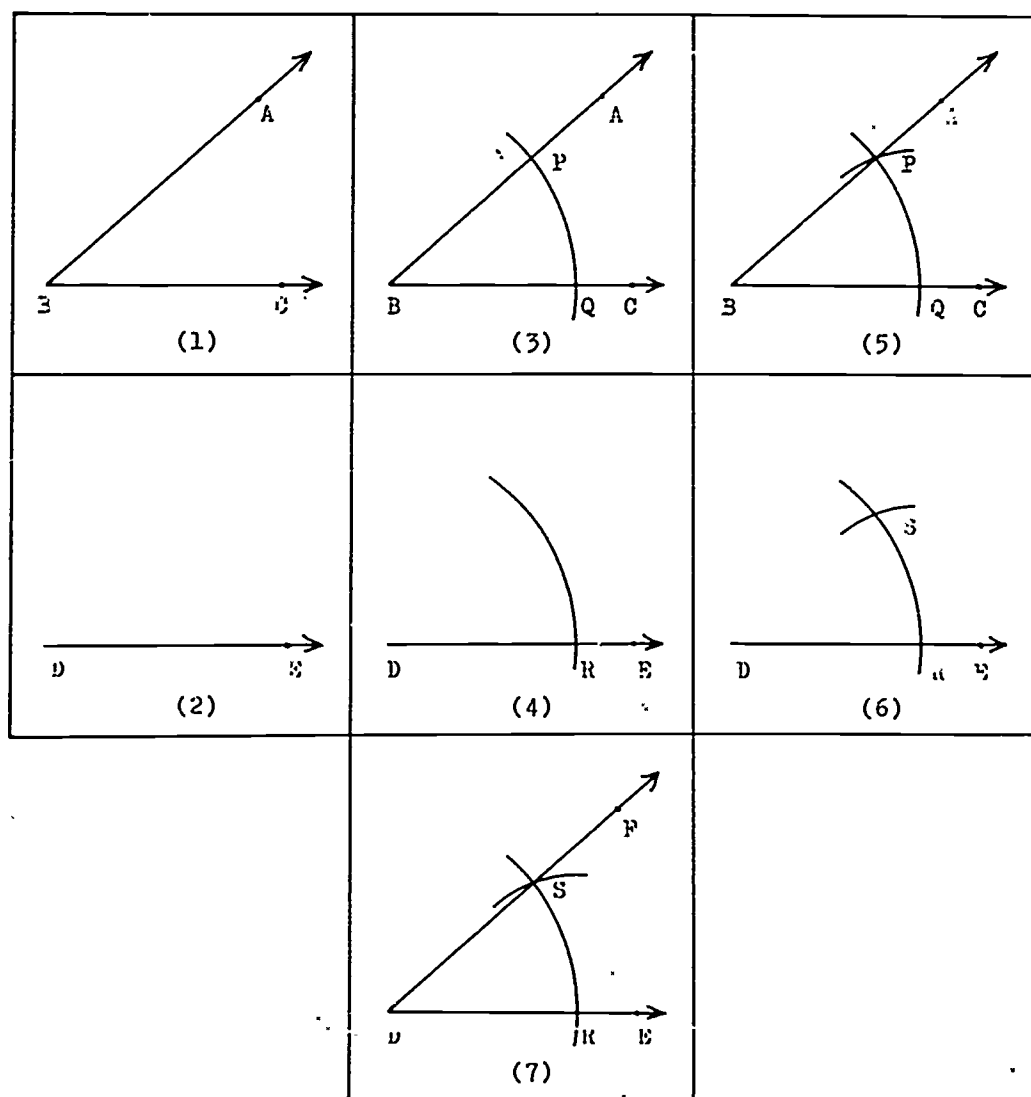 A A A
P P
B C B Q C B Q C
(1) (3) (5)
S
D E D R E D R E
(2) (4) (6)
F
S
D R E
(7)